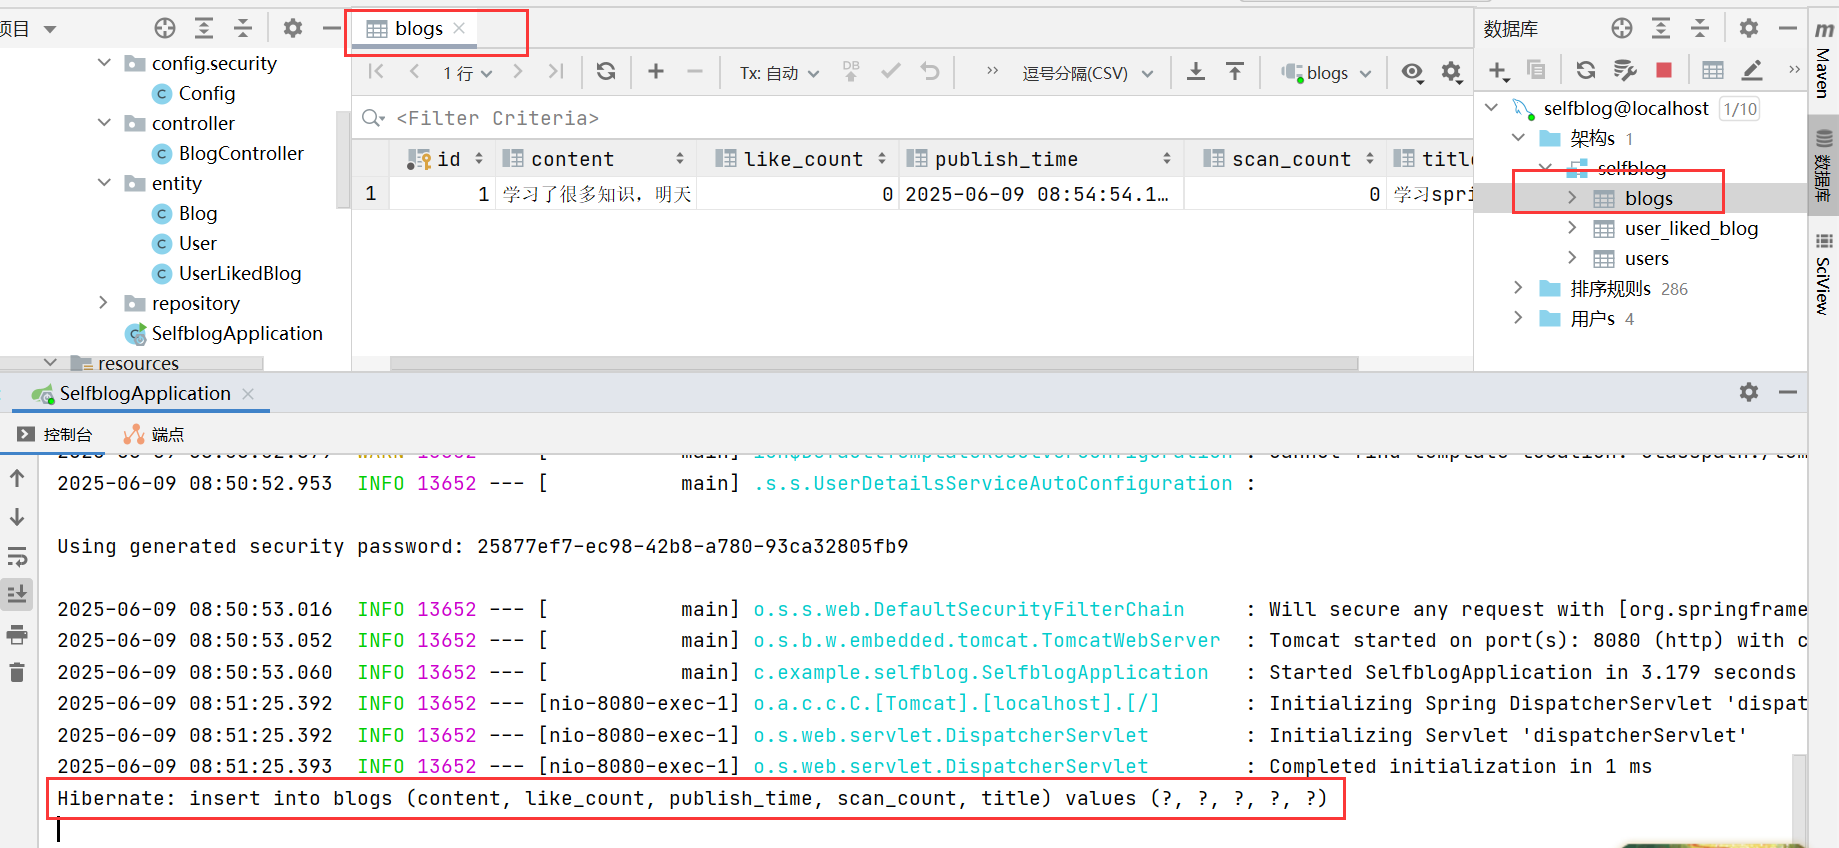 项目
config.security
Config
controller
BlogController
entity
Blog
User
UserLikedBlog
repository
SelfblogApplication
resources
blogs
1 行
Tx: 自动
DB
逗号分隔(CSV)
blogs
<Filter Criteria>
id content like_count publish_time scan_count
1 1 学习了很多知识，明天 0 2025-06-09 08:54:54.1… 0 学习spri
数据库
selfblog@localhost 1/10
架构s 1
selfblog
blogs
user_liked_blog
users
排序规则s 286
用户s 4
Maven
数据库
SciView
SelfblogApplication
控制台 端点
2025-06-09 08:50:52.953 INFO 13652 --- [ main] .s.s.UserDetailsServiceAutoConfiguration :
Using generated security password: 25877ef7-ec98-42b8-a780-93ca32805fb9
2025-06-09 08:50:53.016 INFO 13652 --- [ main] o.s.s.web.DefaultSecurityFilterChain : Will secure any request with [org.springframe
2025-06-09 08:50:53.052 INFO 13652 --- [ main] o.s.b.w.embedded.tomcat.TomcatWebServer : Tomcat started on port(s): 8080 (http) with c
2025-06-09 08:50:53.060 INFO 13652 --- [ main] c.example.selfblog.SelfblogApplication : Started SelfblogApplication in 3.179 seconds
2025-06-09 08:51:25.392 INFO 13652 --- [nio-8080-exec-1] o.a.c.c.C.[Tomcat].[localhost].[/] : Initializing Spring DispatcherServlet 'dispat
2025-06-09 08:51:25.392 INFO 13652 --- [nio-8080-exec-1] o.s.web.servlet.DispatcherServlet : Initializing Servlet 'dispatcherServlet'
2025-06-09 08:51:25.393 INFO 13652 --- [nio-8080-exec-1] o.s.web.servlet.DispatcherServlet : Completed initialization in 1 ms
Hibernate: insert into blogs (content, like_count, publish_time, scan_count, title) values (?, ?, ?, ?, ?)